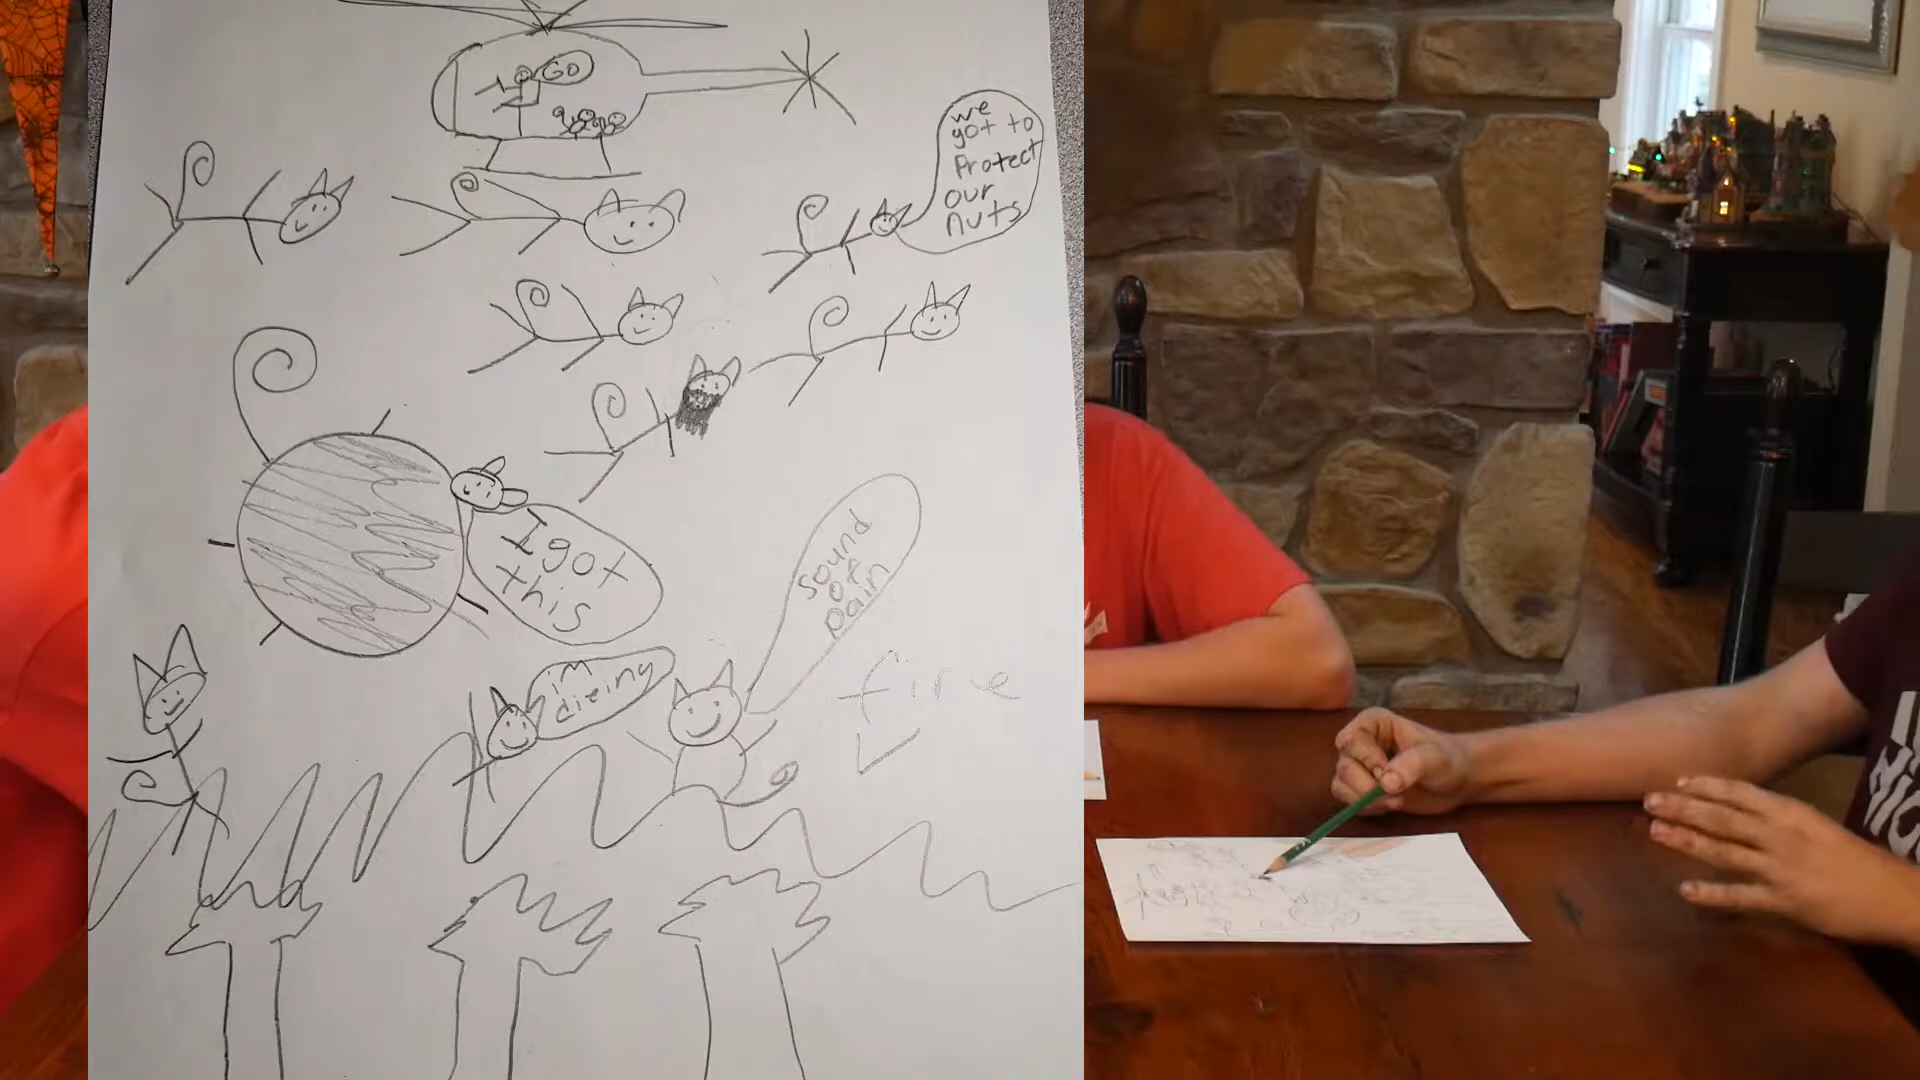 GO
we
got to
Protect
our
nuts
I got
this
Sound
of
pain
im
dieing
fire